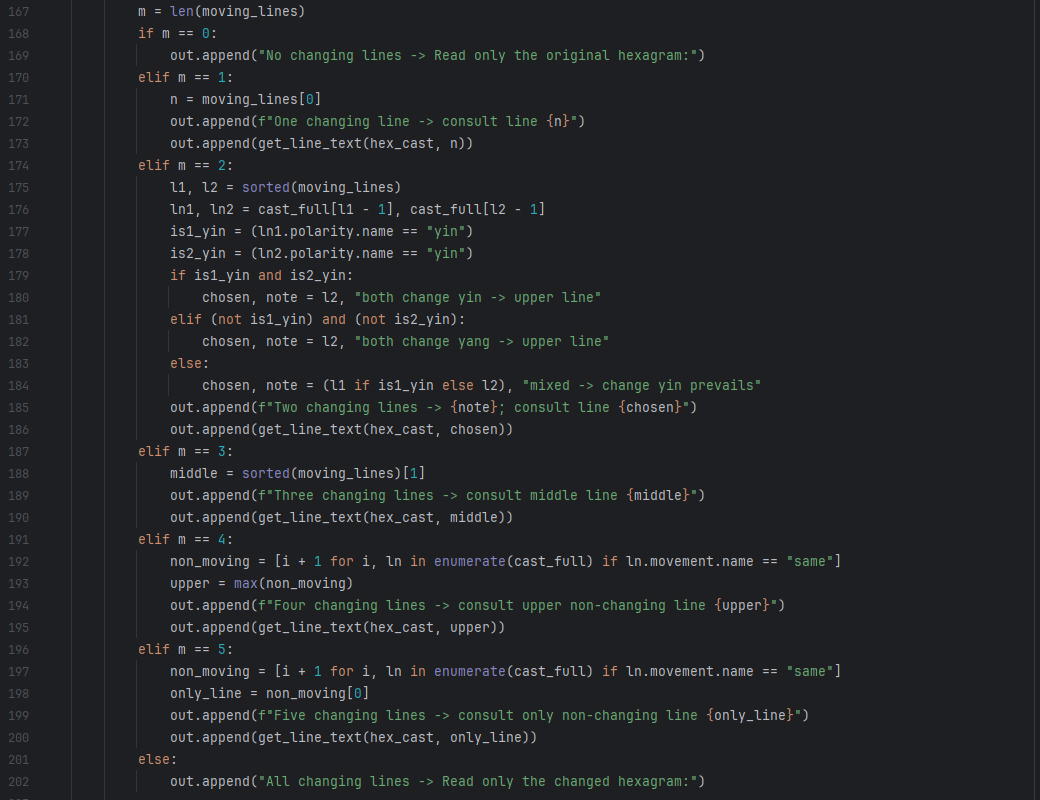 167 m = len(moving_lines)
168 if m == 0:
169 out.append("No changing lines -> Read only the original hexagram:")
170 elif m == 1:
171 n = moving_lines[0]
172 out.append(f"One changing line -> consult line {n}")
173 out.append(get_line_text(hex_cast, n))
174 elif m == 2:
175 l1, l2 = sorted(moving_lines)
176 ln1, ln2 = cast_full[l1 - 1], cast_full[l2 - 1]
177 is1_yin = (ln1.polarity.name == "yin")
178 is2_yin = (ln2.polarity.name == "yin")
179 if is1_yin and is2_yin:
180 chosen, note = l2, "both change yin -> upper line"
181 elif (not is1_yin) and (not is2_yin):
182 chosen, note = l2, "both change yang -> upper line"
183 else:
184 chosen, note = (l1 if is1_yin else l2), "mixed -> change yin prevails"
185 out.append(f"Two changing lines -> {note}; consult line {chosen}")
186 out.append(get_line_text(hex_cast, chosen))
187 elif m == 3:
188 middle = sorted(moving_lines)[1]
189 out.append(f"Three changing lines -> consult middle line {middle}")
190 out.append(get_line_text(hex_cast, middle))
191 elif m == 4:
192 non_moving = [i + 1 for i, ln in enumerate(cast_full) if ln.movement.name == "same"]
193 upper = max(non_moving)
194 out.append(f"Four changing lines -> consult upper non-changing line {upper}")
195 out.append(get_line_text(hex_cast, upper))
196 elif m == 5:
197 non_moving = [i + 1 for i, ln in enumerate(cast_full) if ln.movement.name == "same"]
198 only_line = non_moving[0]
199 out.append(f"Five changing lines -> consult only non-changing line {only_line}")
200 out.append(get_line_text(hex_cast, only_line))
201 else:
202 out.append("All changing lines -> Read only the changed hexagram:")